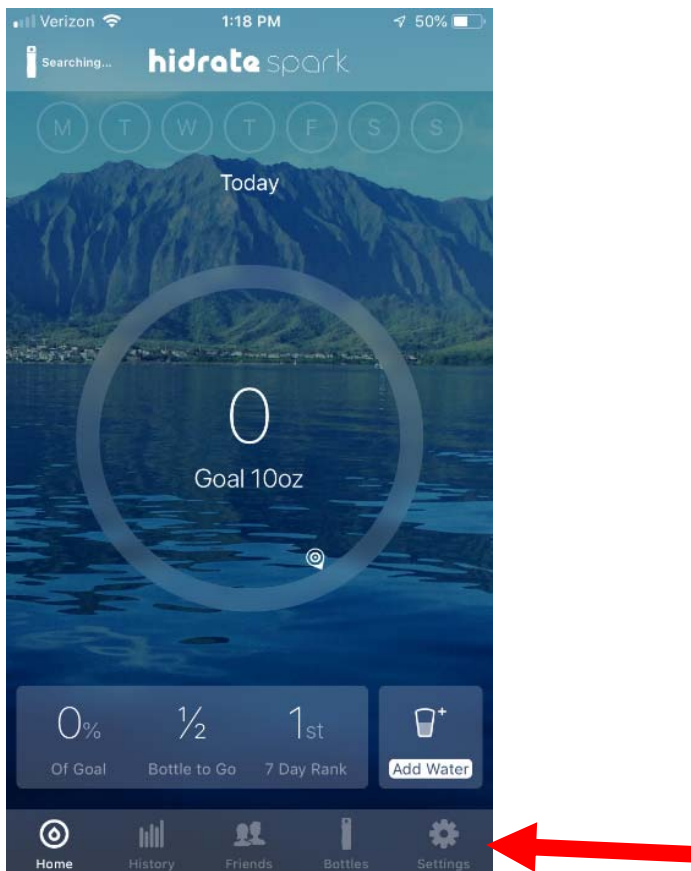 Verizon 1:18 PM 50%
Searching... hidrate spark
M T W T F S S
Today
0
Goal 10oz
0% ½ 1st
Of Goal Bottle to Go 7 Day Rank Add Water
Home History Friends Bottles Settings